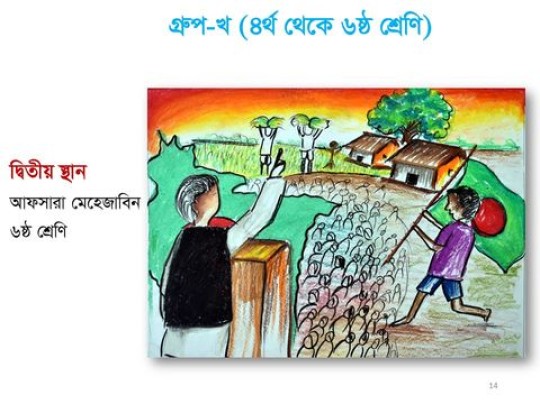 গ্রুপ-খ (৪র্থ থেকে ৬ষ্ঠ শ্রেণি)
দ্বিতীয় স্থান
আফসারা মেহেজাবিন
৬ষ্ঠ শ্রেণি
14